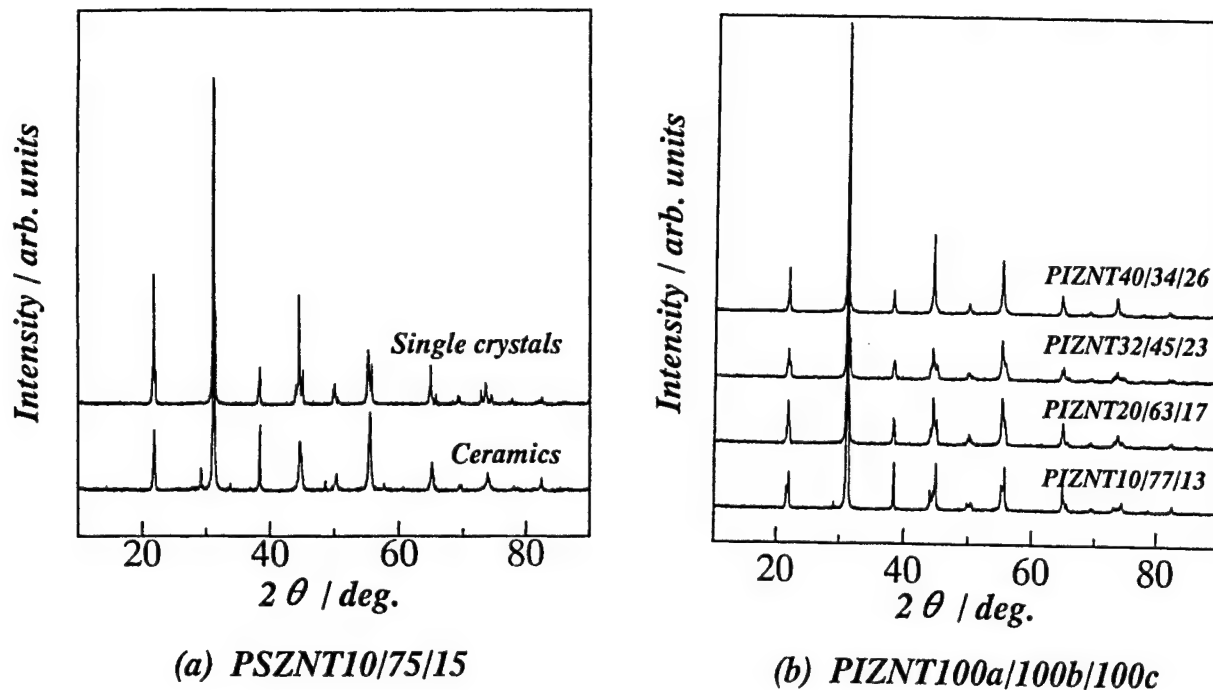 Intensity / arb. units
Single crystals
Ceramics
20 40 60 80
2 θ / deg.
(a) PSZNT10/75/15
Intensity / arb. units
PIZNT40/34/26
PIZNT32/45/23
PIZNT20/63/17
PIZNT10/77/13
20 40 60 80
2 θ / deg.
(b) PIZNT100a/100b/100c